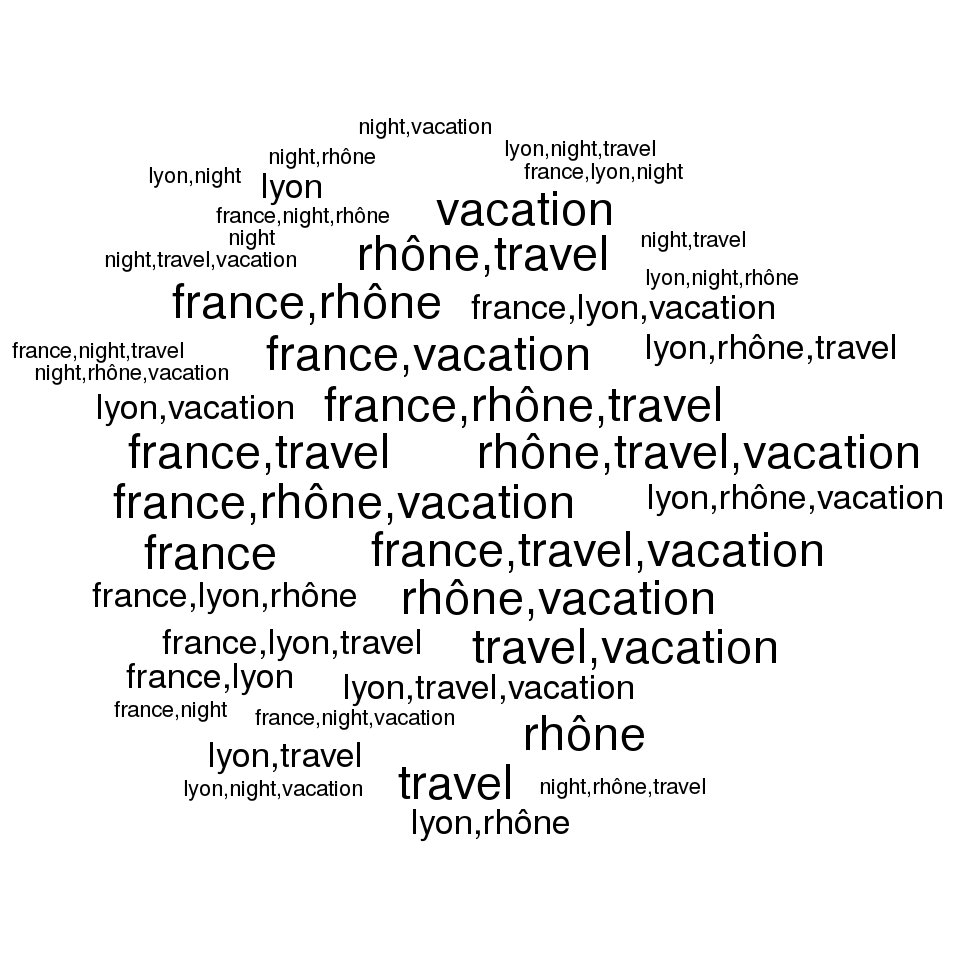 night,vacation
lyon,night,travel
night,rhône
france,lyon,night
lyon,night
lyon
vacation
france,night,rhône
night
night,travel
rhône,travel
night,travel,vacation
lyon,night,rhône
france,rhône
france,lyon,vacation
france,night,travel
france,vacation
lyon,rhône,travel
night,rhône,vacation
lyon,vacation
france,rhône,travel
france,travel
rhône,travel,vacation
france,rhône,vacation
lyon,rhône,vacation
france
france,travel,vacation
france,lyon,rhône
rhône,vacation
france,lyon,travel
travel,vacation
france,lyon
lyon,travel,vacation
france,night
france,night,vacation
rhône
lyon,travel
lyon,night,vacation
travel
night,rhône,travel
lyon,rhône